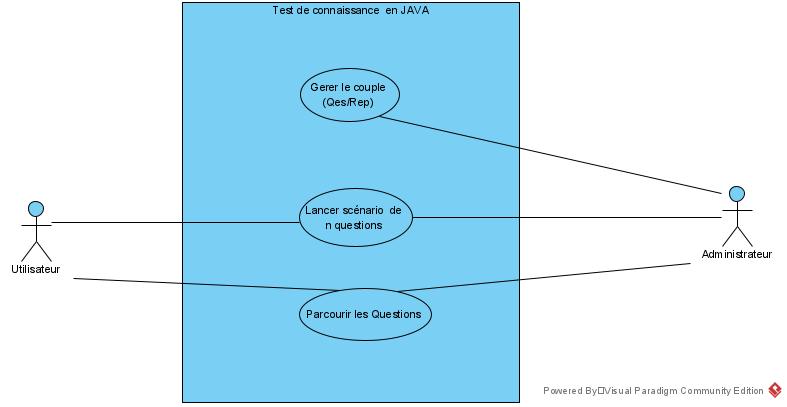 Test de connaissance en JAVA
Gerer le couple
(Qes/Rep)
Lancer scénario de
n questions
Utilisateur
Administrateur
Parcourir les Questions
Powered By□Visual Paradigm Community Edition